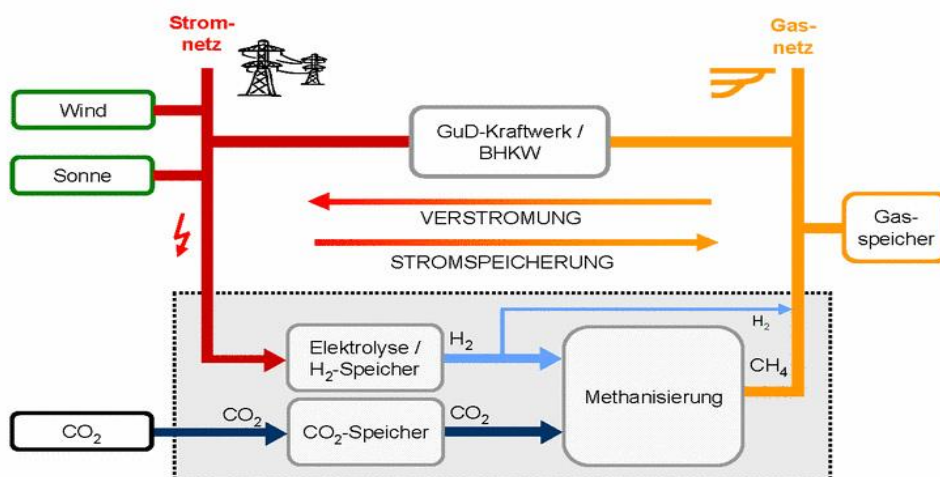 Strom-
netz
Gas-
netz
Wind
GuD-Kraftwerk /
BHKW
Sonne
VERSTROMUNG
Gas-
speicher
STROMSPEICHERUNG
H₂
Elektrolyse /
H₂-Speicher
H₂
CH₄
Methanisierung
CO₂
CO₂
CO₂-Speicher
CO₂